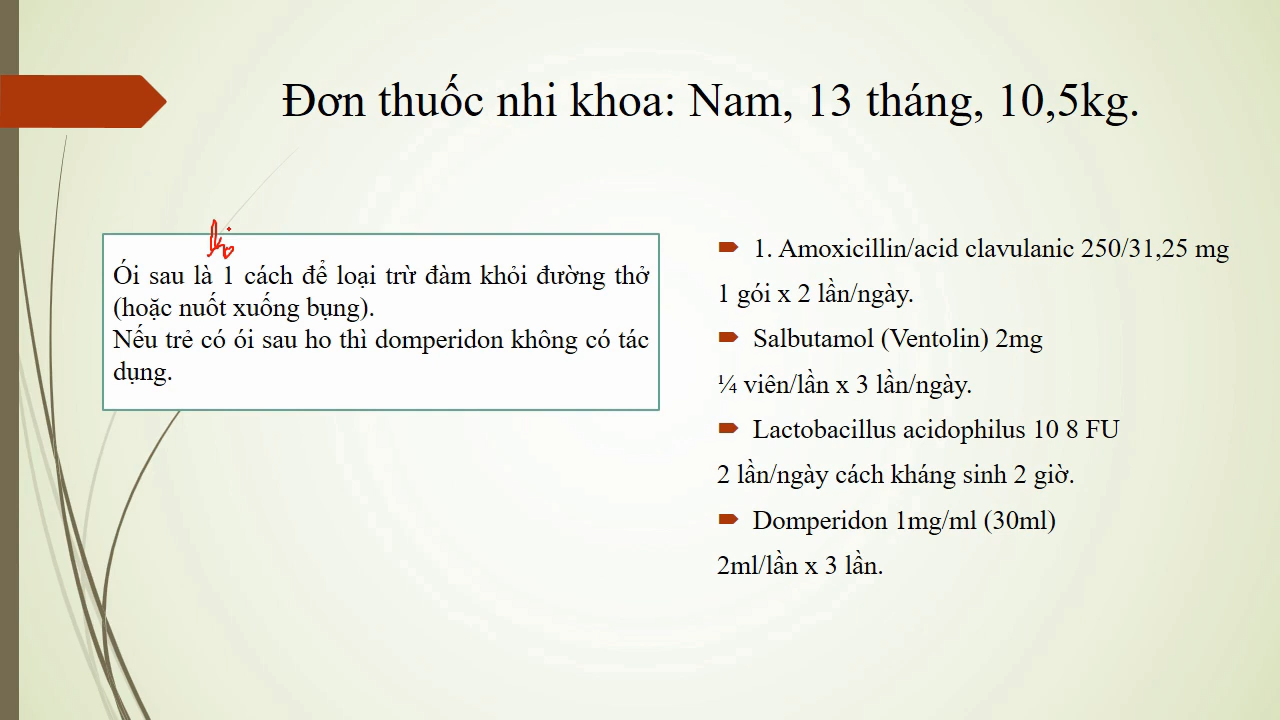 Đơn thuốc nhi khoa: Nam, 13 tháng, 10,5kg.
Ói sau là 1 cách để loại trừ đàm khỏi đường thở
(hoặc nuốt xuống bụng).
Nếu trẻ có ói sau ho thì domperidon không có tác
dụng.
1. Amoxicillin/acid clavulanic 250/31,25 mg
1 gói x 2 lần/ngày.
Salbutamol (Ventolin) 2mg
¼ viên/lần x 3 lần/ngày.
Lactobacillus acidophilus 10 8 FU
2 lần/ngày cách kháng sinh 2 giờ.
Domperidon 1mg/ml (30ml)
2ml/lần x 3 lần.